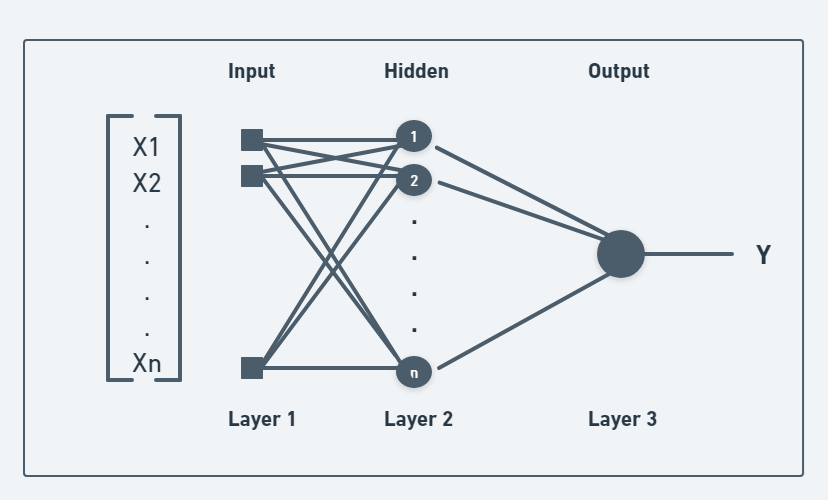 Input Hidden Output
X1
X2
.
.
.
.
Xn
1
2
.
.
.
.
n
Y
Layer 1 Layer 2 Layer 3